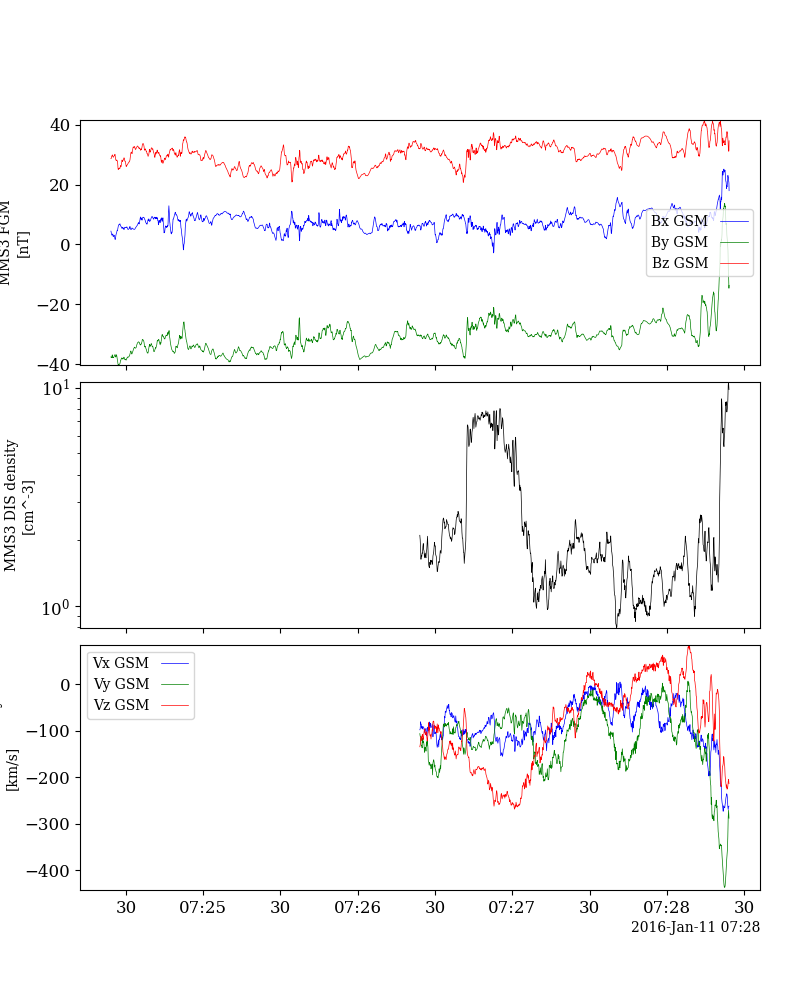 40
20
0
−20
−40
MMS3 FGM
[nT]
Bx GSM
By GSM
Bz GSM
10^1
10^0
MMS3 DIS density
[cm^-3]
Vx GSM
Vy GSM
Vz GSM
0
−100
−200
−300
−400
[km/s]
30 07:25 30 07:26 30 07:27 30 07:28 30
2016-Jan-11 07:28